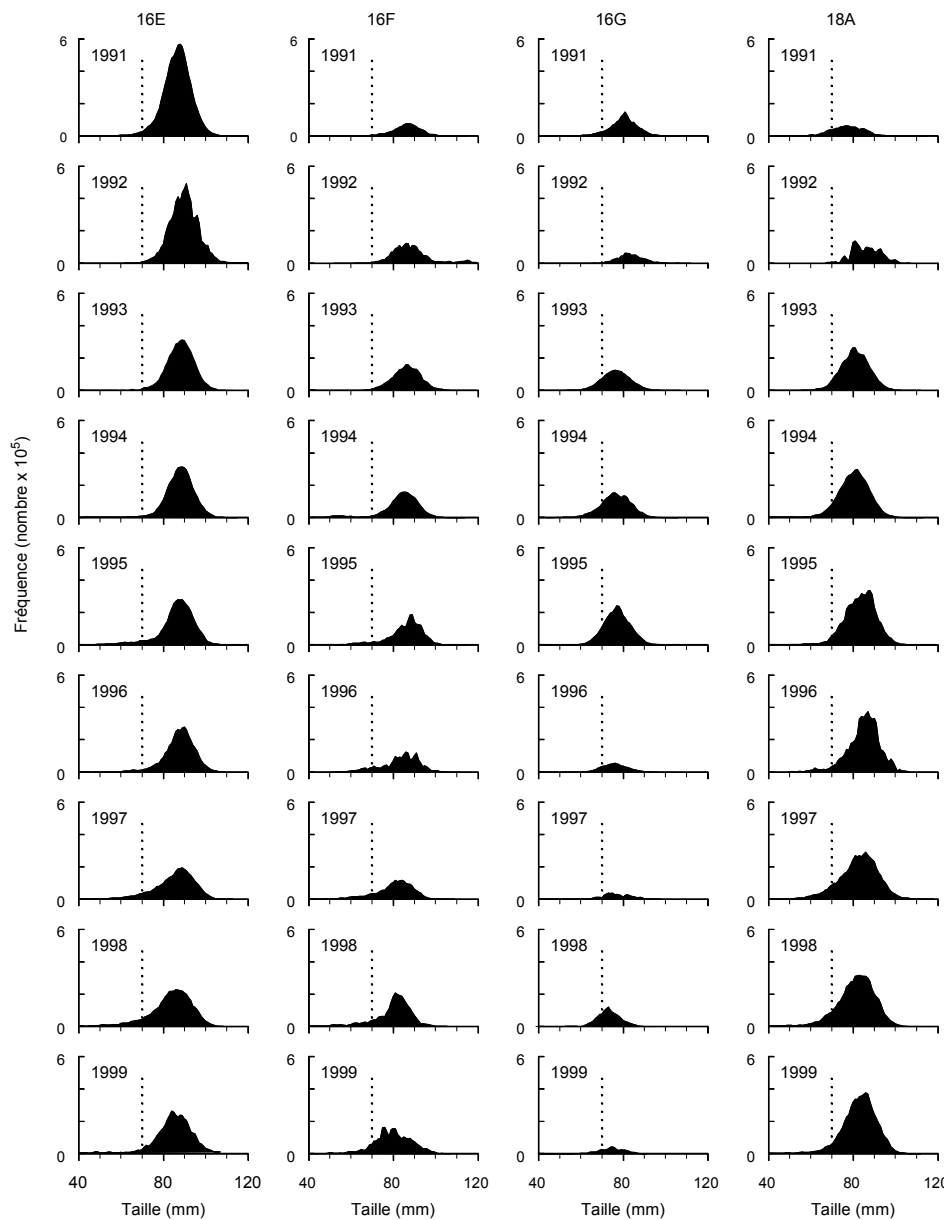 16E 16F 16G 18A
6 1991 0 1991 1991 1991
6 1992 0 6 1992 0 6 1992 0 6 1992 0
6 1993 0 6 1993 0 6 1993 0 6 1993 0
6 1994 0 6 1994 0 6 1994 0 6 1994 0
6 1995 0 6 1995 0 6 1995 0 6 1995 0
6 1996 0 6 1996 0 6 1996 0 6 1996 0
6 1997 0 6 1997 0 6 1997 0 6 1997 0
6 1998 0 6 1998 0 6 1998 0 6 1998 0
6 1999 0 6 1999 0 6 1999 0 6 1999 0
40 80 120 40 80 120 40 80 120 40 80 120
Taille (mm) Taille (mm) Taille (mm) Taille (mm)
Fréquence (nombre x 10⁵)